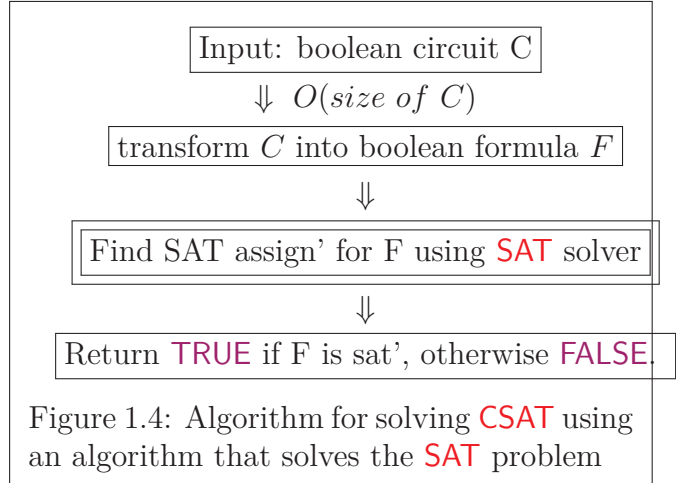 Input: boolean circuit C
⇓ O(size of C)
transform C into boolean formula F
⇓
Find SAT assign' for F using SAT solver
⇓
Return TRUE if F is sat', otherwise FALSE.
Figure 1.4: Algorithm for solving CSAT using
an algorithm that solves the SAT problem